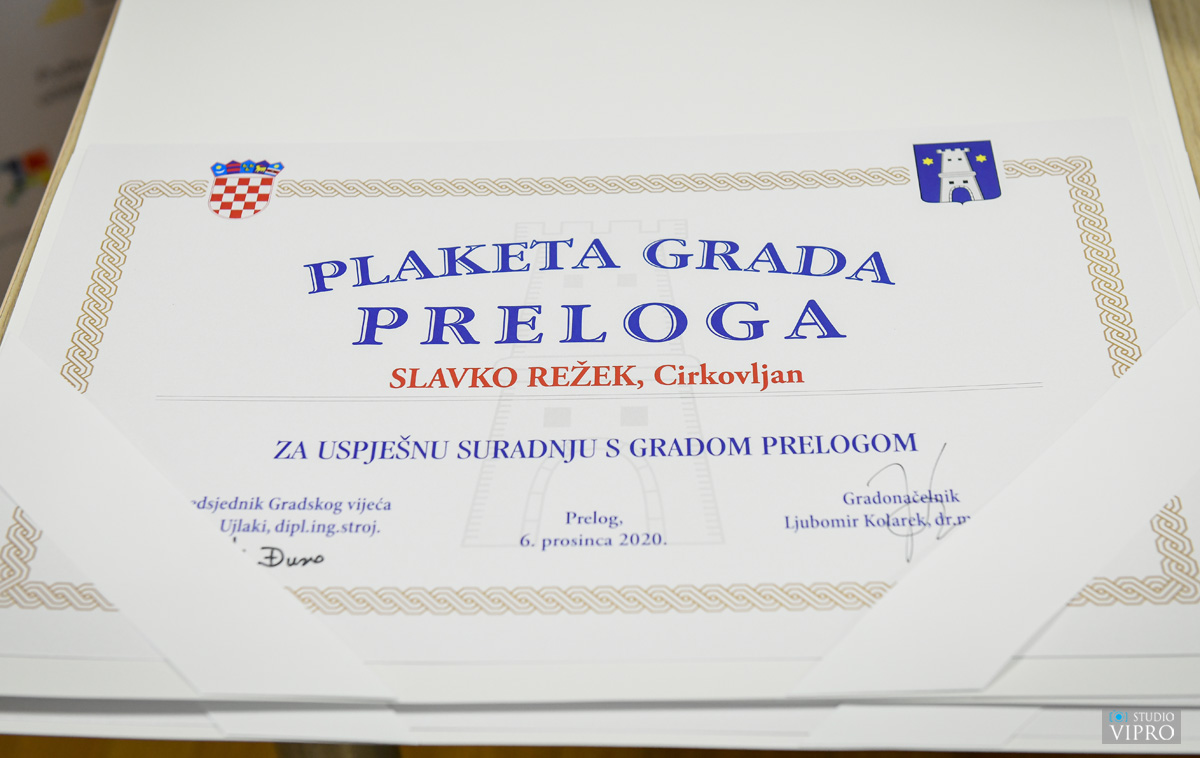 PLAKETA GRADA
PRELOGA
SLAVKO REŽEK, Cirkovljan
ZA USPJEŠNU SURADNJU S GRADOM PRELOGOM
Gradskog vijeća
Ujlaki, dipl.ing.stroj.
Prelog,
6. prosinca 2020.
Gradonačelnik
Ljubomir Kolarek,
STUDIO
VIPRO